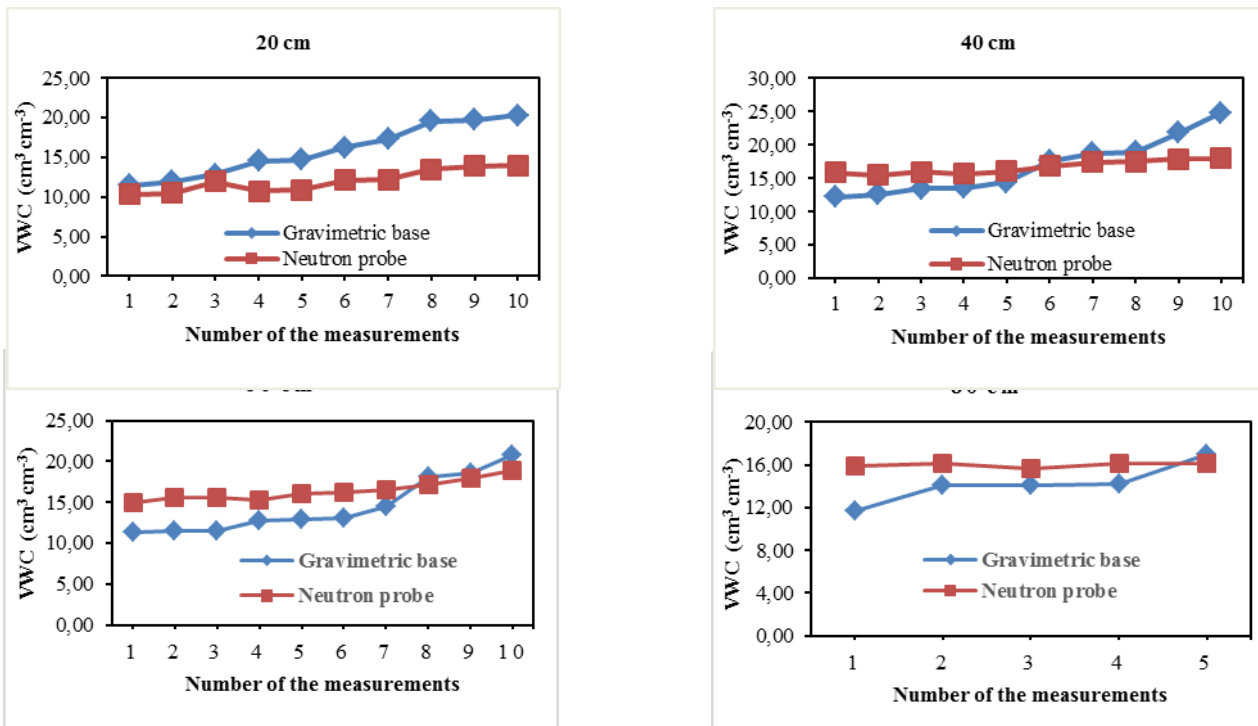 20 cm
25,00
20,00
15,00
10,00
5,00
0,00
VWC (cm³ cm-³)
Gravimetric base
Neutron probe
1 2 3 4 5 6 7 8 9 10
Number of the measurements
40 cm
30,00
25,00
20,00
15,00
10,00
5,00
0,00
VWC (cm³ cm-³)
Gravimetric base
Neutron probe
1 2 3 4 5 6 7 8 9 10
Number of the measurements
cm
25,00
20,00
15,00
10,00
5,00
0,00
VWC (cm³ cm-³)
Gravimetric base
Neutron probe
1 2 3 4 5 6 7 8 9 10
Number of the measurements
cm
20,00
16,00
12,00
8,00
4,00
0,00
VWC (cm³ cm-³)
Gravimetric base
Neutron probe
1 2 3 4 5
Number of the measurements